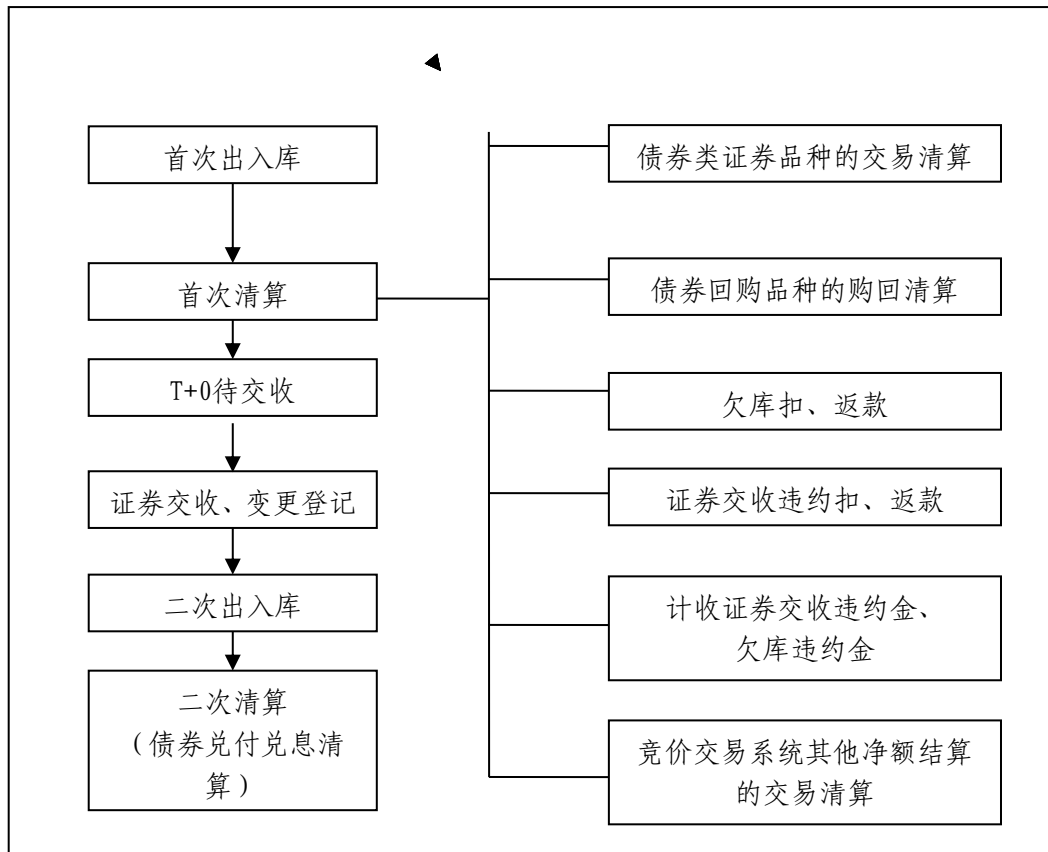 首次出入库
首次清算
T+0待交收
证券交收、变更登记
二次出入库
二次清算
（债券兑付兑息清
算）
债券类证券品种的交易清算
债券回购品种的购回清算
欠库扣、返款
证券交收违约扣、返款
计收证券交收违约金、
欠库违约金
竞价交易系统其他净额结算
的交易清算